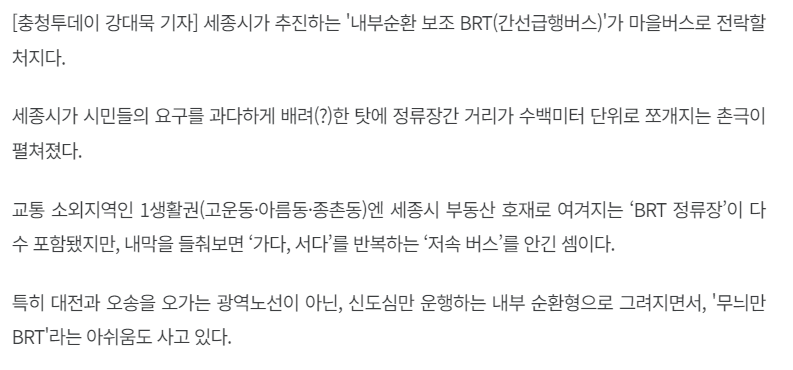 [충청투데이 강대묵 기자] 세종시가 추진하는 '내부순환 보조 BRT(간선급행버스)'가 마을버스로 전락할
처지다.
세종시가 시민들의 요구를 과다하게 배려(?)한 탓에 정류장간 거리가 수백미터 단위로 쪼개지는 촌극이
펼쳐졌다.
교통 소외지역인 1생활권(고운동·아름동·종촌동)엔 세종시 부동산 호재로 여겨지는 ‘BRT 정류장’이 다
수 포함됐지만, 내막을 들춰보면 ‘가다, 서다’를 반복하는 ‘저속 버스’를 안긴 셈이다.
특히 대전과 오송을 오가는 광역노선이 아닌, 신도심만 운행하는 내부 순환형으로 그려지면서, '무늬만
BRT'라는 아쉬움도 사고 있다.